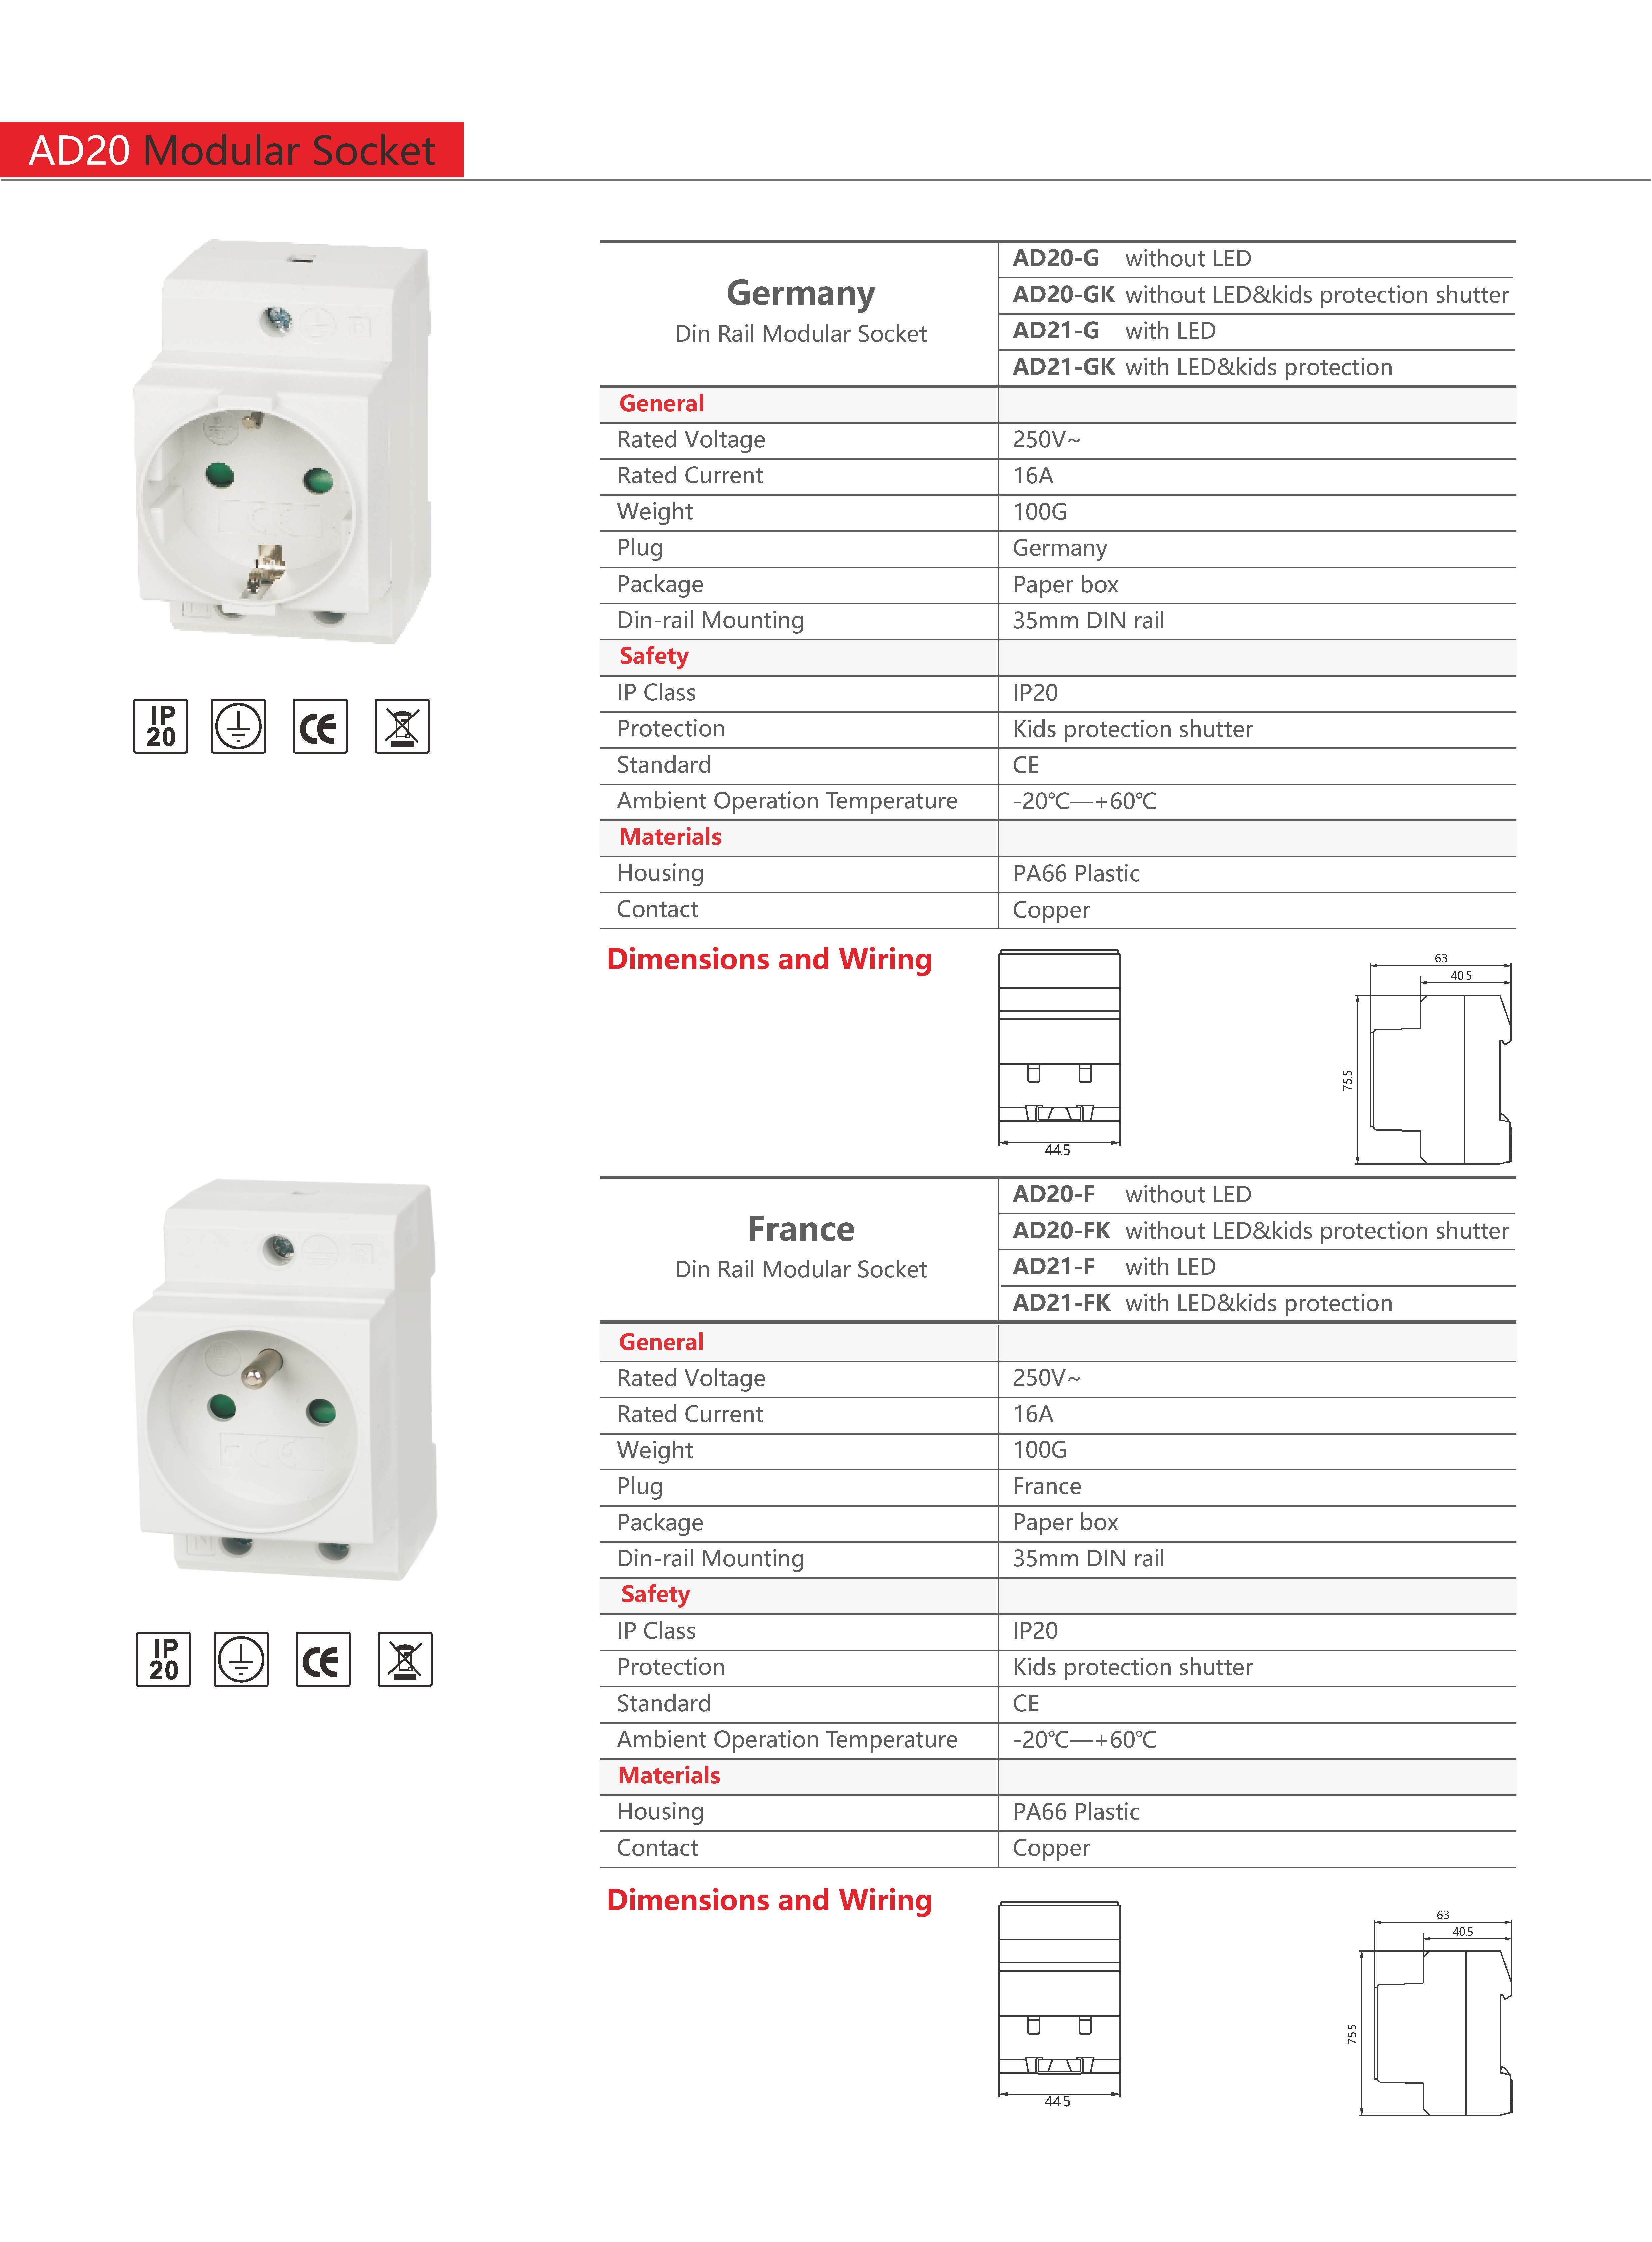 AD20 Modular Socket
Germany
Din Rail Modular Socket
AD20-G without LED
AD20-GK without LED&kids protection shutter
AD21-G with LED
AD21-GK with LED&kids protection
General
Rated Voltage 250V~
Rated Current 16A
Weight 100G
Plug Germany
Package Paper box
Din-rail Mounting 35mm DIN rail
Safety
IP Class IP20
Protection Kids protection shutter
Standard CE
Ambient Operation Temperature -20℃—+60℃
Materials
Housing PA66 Plastic
Contact Copper
IP
20
CE
Dimensions and Wiring
44.5
63
40.5
75.5
France
Din Rail Modular Socket
AD20-F without LED
AD20-FK without LED&kids protection shutter
AD21-F with LED
AD21-FK with LED&kids protection
General
Rated Voltage 250V~
Rated Current 16A
Weight 100G
Plug France
Package Paper box
Din-rail Mounting 35mm DIN rail
Safety
IP Class IP20
Protection Kids protection shutter
Standard CE
Ambient Operation Temperature -20℃—+60℃
Materials
Housing PA66 Plastic
Contact Copper
IP
20
CE
Dimensions and Wiring
44.5
63
40.5
75.5